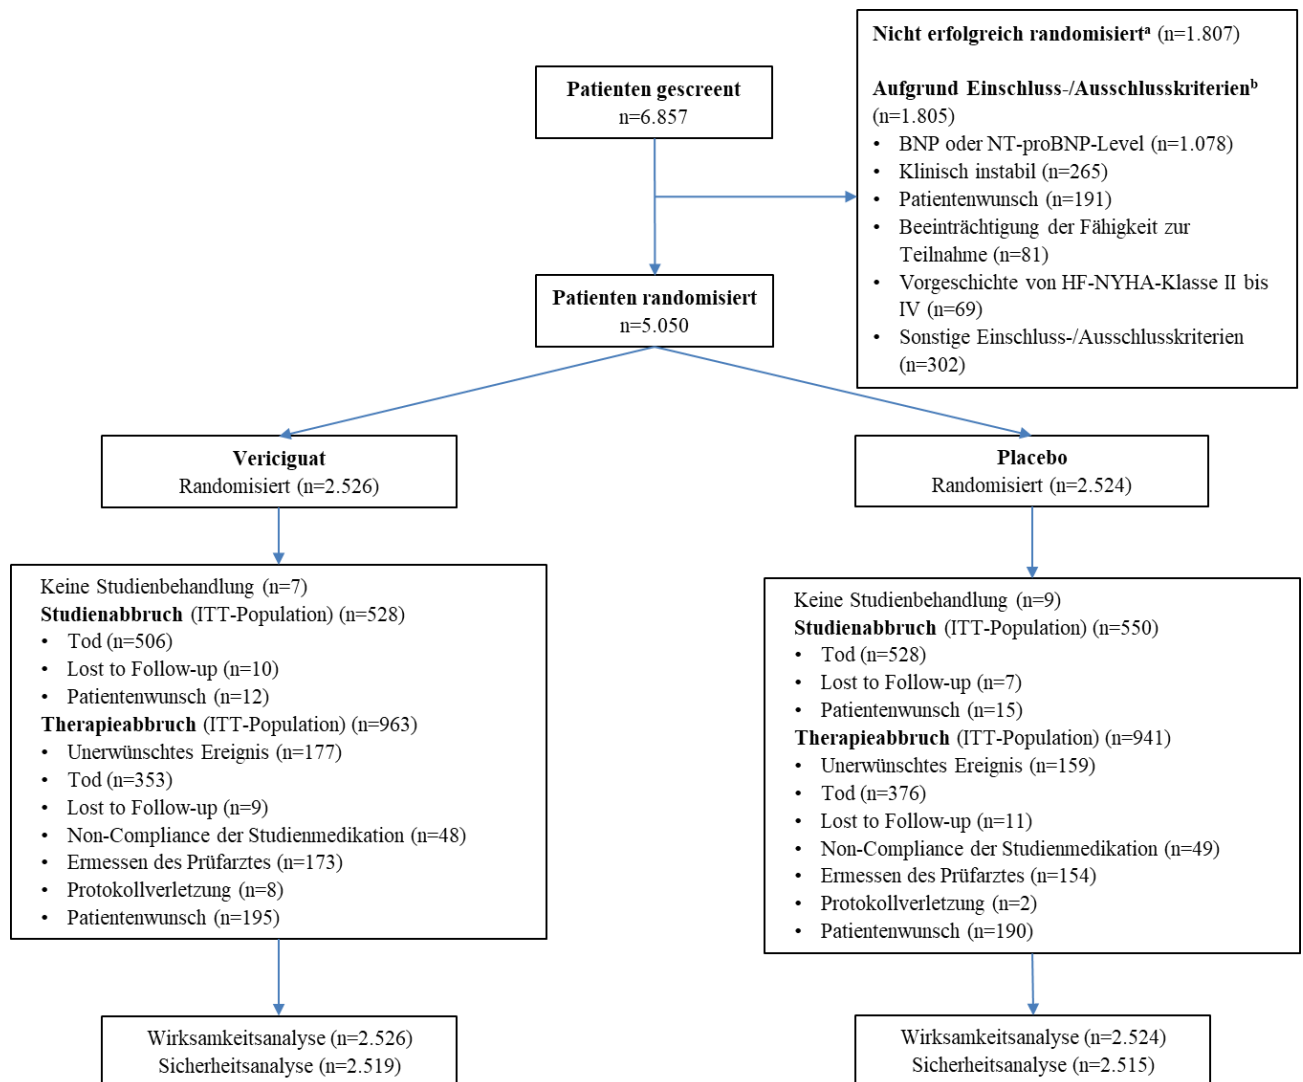 Patienten gescreent
n=6.857
Nicht erfolgreich randomisiertᵃ (n=1.807)
Aufgrund Einschluss-/Ausschlusskriterienᵇ
(n=1.805)
• BNP oder NT-proBNP-Level (n=1.078)
• Klinisch instabil (n=265)
• Patientenwunsch (n=191)
• Beeinträchtigung der Fähigkeit zur
Teilnahme (n=81)
• Vorgeschichte von HF-NYHA-Klasse II bis
IV (n=69)
• Sonstige Einschluss-/Ausschlusskriterien
(n=302)
Patienten randomisiert
n=5.050
Vericiguat
Randomisiert (n=2.526)
Placebo
Randomisiert (n=2.524)
Keine Studienbehandlung (n=7)
Studienabbruch (ITT-Population) (n=528)
• Tod (n=506)
• Lost to Follow-up (n=10)
• Patientenwunsch (n=12)
Therapieabbruch (ITT-Population) (n=963)
• Unerwünschtes Ereignis (n=177)
• Tod (n=353)
• Lost to Follow-up (n=9)
• Non-Compliance der Studienmedikation (n=48)
• Ermessen des Prüfarztes (n=173)
• Protokollverletzung (n=8)
• Patientenwunsch (n=195)
Keine Studienbehandlung (n=9)
Studienabbruch (ITT-Population) (n=550)
• Tod (n=528)
• Lost to Follow-up (n=7)
• Patientenwunsch (n=15)
Therapieabbruch (ITT-Population) (n=941)
• Unerwünschtes Ereignis (n=159)
• Tod (n=376)
• Lost to Follow-up (n=11)
• Non-Compliance der Studienmedikation (n=49)
• Ermessen des Prüfarztes (n=154)
• Protokollverletzung (n=2)
• Patientenwunsch (n=190)
Wirksamkeitsanalyse (n=2.526)
Sicherheitsanalyse (n=2.519)
Wirksamkeitsanalyse (n=2.524)
Sicherheitsanalyse (n=2.515)